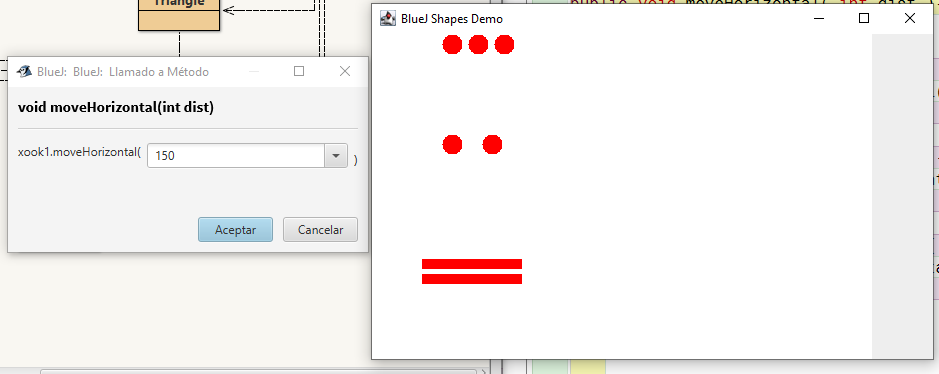 Triangle
BlueJ: BlueJ: Llamado a Método
void moveHorizontal(int dist)
xook1.moveHorizontal(
150
)
Aceptar
Cancelar
BlueJ Shapes Demo
public void moveHorizontal( int dist